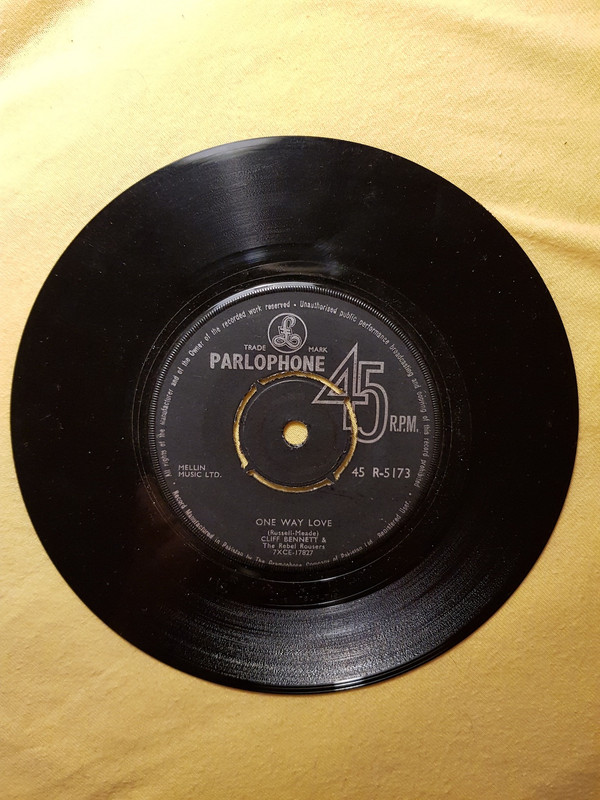 All rights of the Manufacturer and of the Owner of the recorded work reserved • Unauthorised public performance broadcasting and copying of this record prohibited
£
TRADE MARK
PARLOPHONE
45
R.P.M.
MELLIN
MUSIC LTD.
45 R-5173
ONE WAY LOVE
(Russell-Meade)
CLIFF BENNETT &
The Rebel Rousers
7XCE-17827
Record Manufactured in Pakistan by The Gramophone Company of Pakistan Ltd. Registered User.